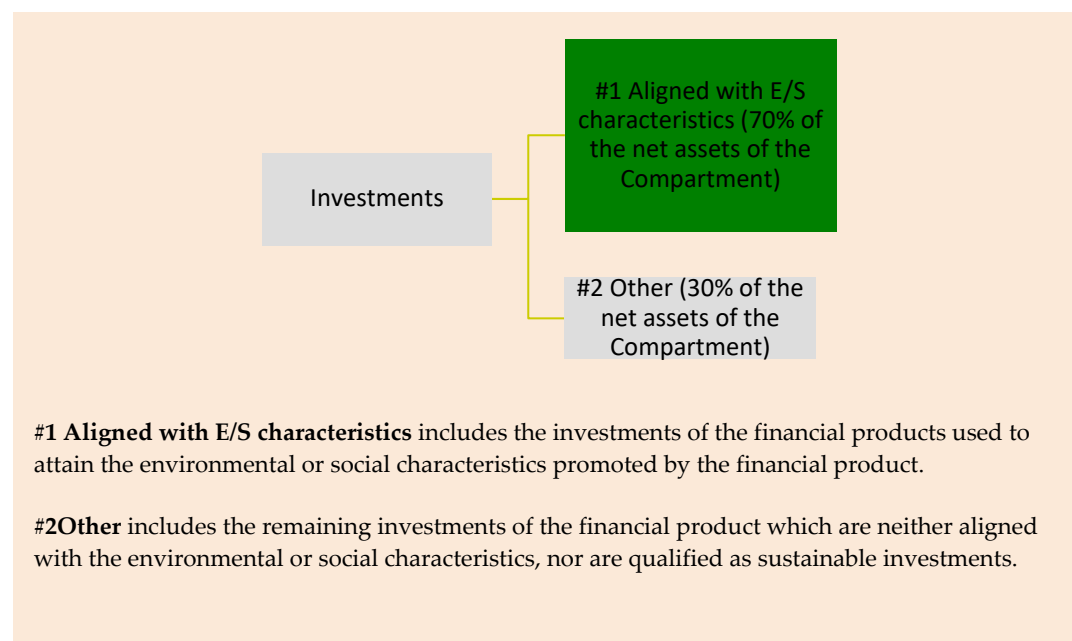 #1 Aligned with E/S
characteristics (70% of
the net assets of the
Compartment)
Investments
#2 Other (30% of the
net assets of the
Compartment)
#1 Aligned with E/S characteristics includes the investments of the financial products used to
attain the environmental or social characteristics promoted by the financial product.
#2Other includes the remaining investments of the financial product which are neither aligned
with the environmental or social characteristics, nor are qualified as sustainable investments.